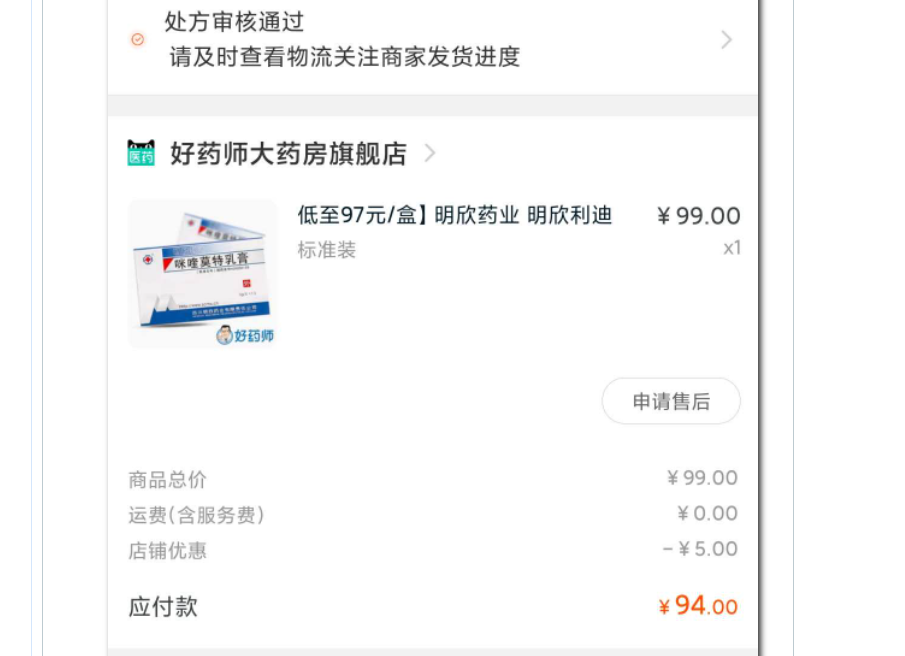 处方审核通过
请及时查看物流关注商家发货进度
医药
好药师大药房旗舰店
低至97元/盒】明欣药业 明欣利迪
¥99.00
标准装
x1
咪喹莫特乳膏
好药师
申请售后
商品总价
¥99.00
运费(含服务费)
¥0.00
店铺优惠
-¥5.00
应付款
¥94.00